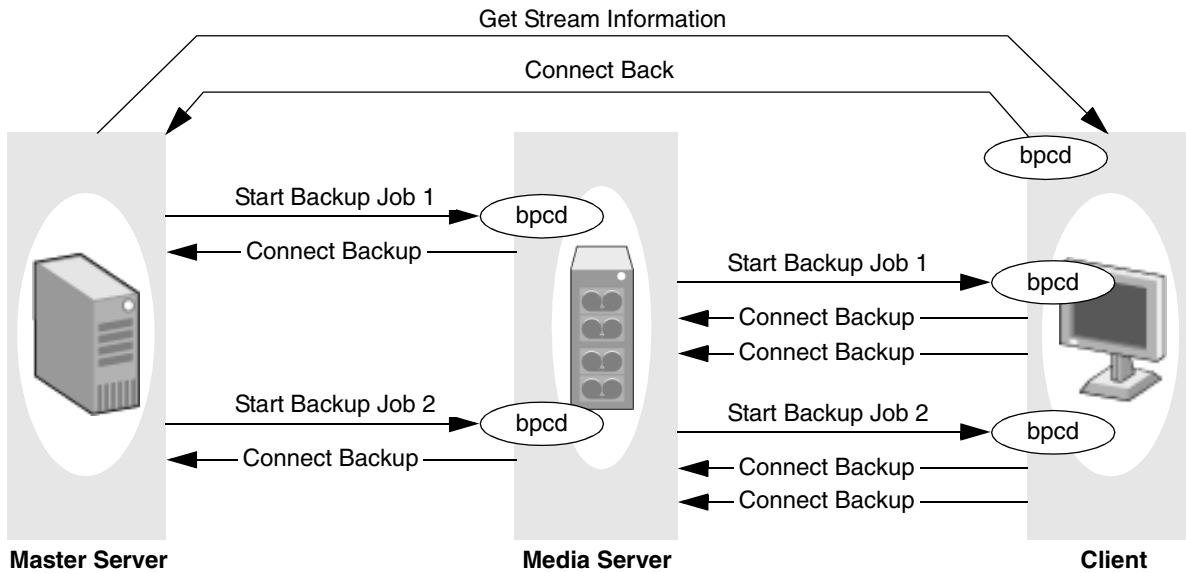 Get Stream Information
Connect Back
bpcd
Start Backup Job 1
bpcd
Connect Backup
Start Backup Job 1
bpcd
Connect Backup
Connect Backup
Start Backup Job 2
bpcd
Connect Backup
Start Backup Job 2
bpcd
Connect Backup
Connect Backup
Master Server
Media Server
Client